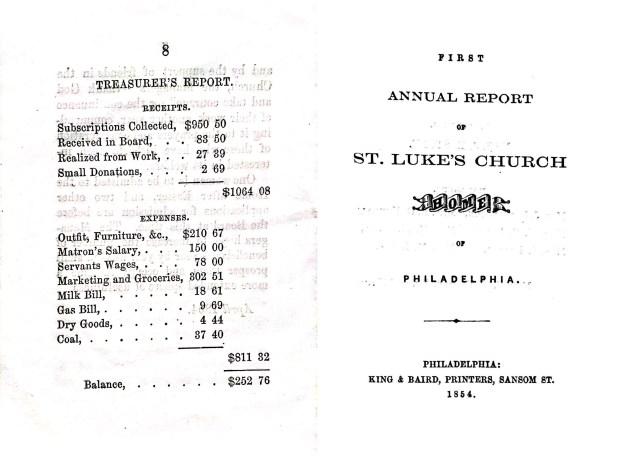 8
TREASURER'S REPORT.
RECEIPTS.
Subscriptions Collected, $950 50
Received in Board, . . 83 50
Realized from Work, . . 27 39
Small Donations, . . . 2 69
$1064 08
EXPENSES.
Outfit, Furniture, &c., $210 67
Matron's Salary, . . . 150 00
Servants Wages, . . . 78 00
Marketing and Groceries, 302 51
Milk Bill, . . . . . 18 61
Gas Bill, . . . . . . 9 69
Dry Goods, . . . . . 4 44
Coal, . . . . . . . 37 40
$811 32
Balance, . . . . . . $252 76
FIRST
ANNUAL REPORT
OF
ST. LUKE'S CHURCH
HOME
OF
PHILADELPHIA.
PHILADELPHIA:
KING & BAIRD, PRINTERS, SANSOM ST.
1854.